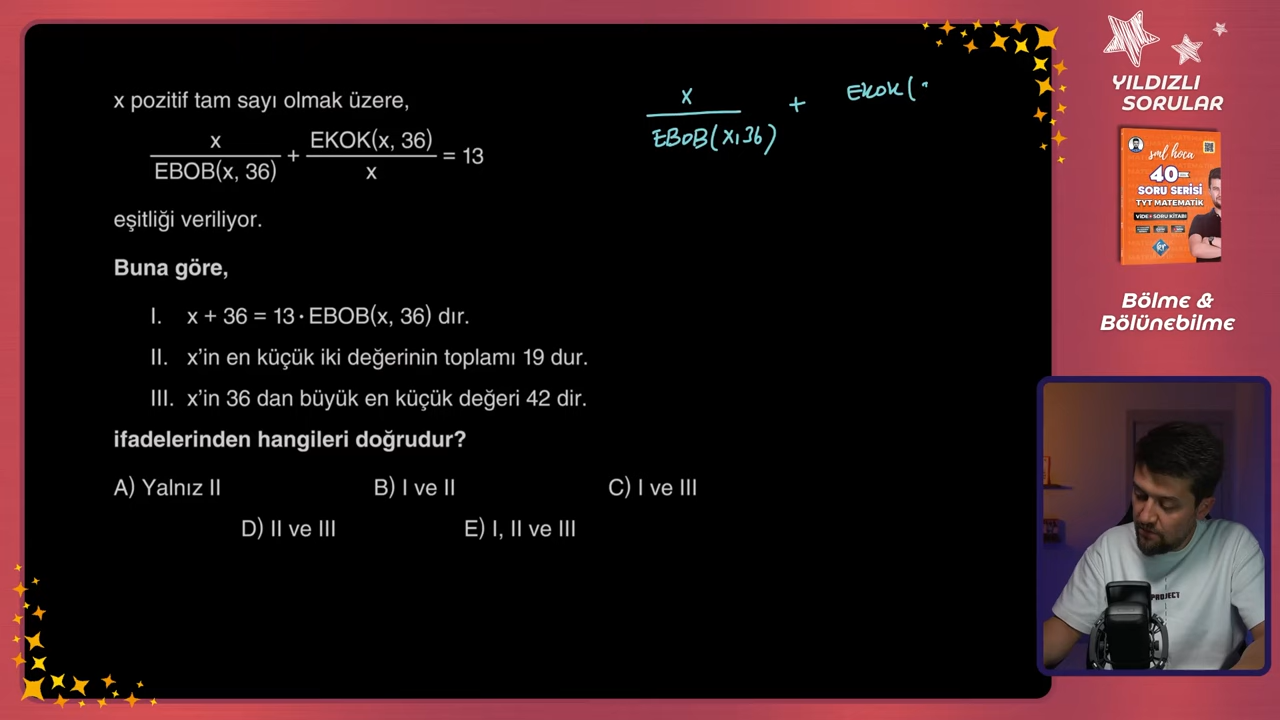 x pozitif tam sayı olmak üzere,
x / EBOB(x, 36) + EKOK(x, 36) / x = 13
eşitliği veriliyor.
Buna göre,
I. x + 36 = 13 · EBOB(x, 36) dır.
II. x’in en küçük iki değerinin toplamı 19 dur.
III. x’in 36 dan büyük en küçük değeri 42 dir.
ifadelerinden hangileri doğrudur?
A) Yalnız II B) I ve II C) I ve III
D) II ve III E) I, II ve III
x / EBOB(x,36) + EKOK(
YILDIZLI
SORULAR
sml hoca
40
SORU SERİSİ
TYT MATEMATİK
Bölme &
Bölünebilme
PROJECT